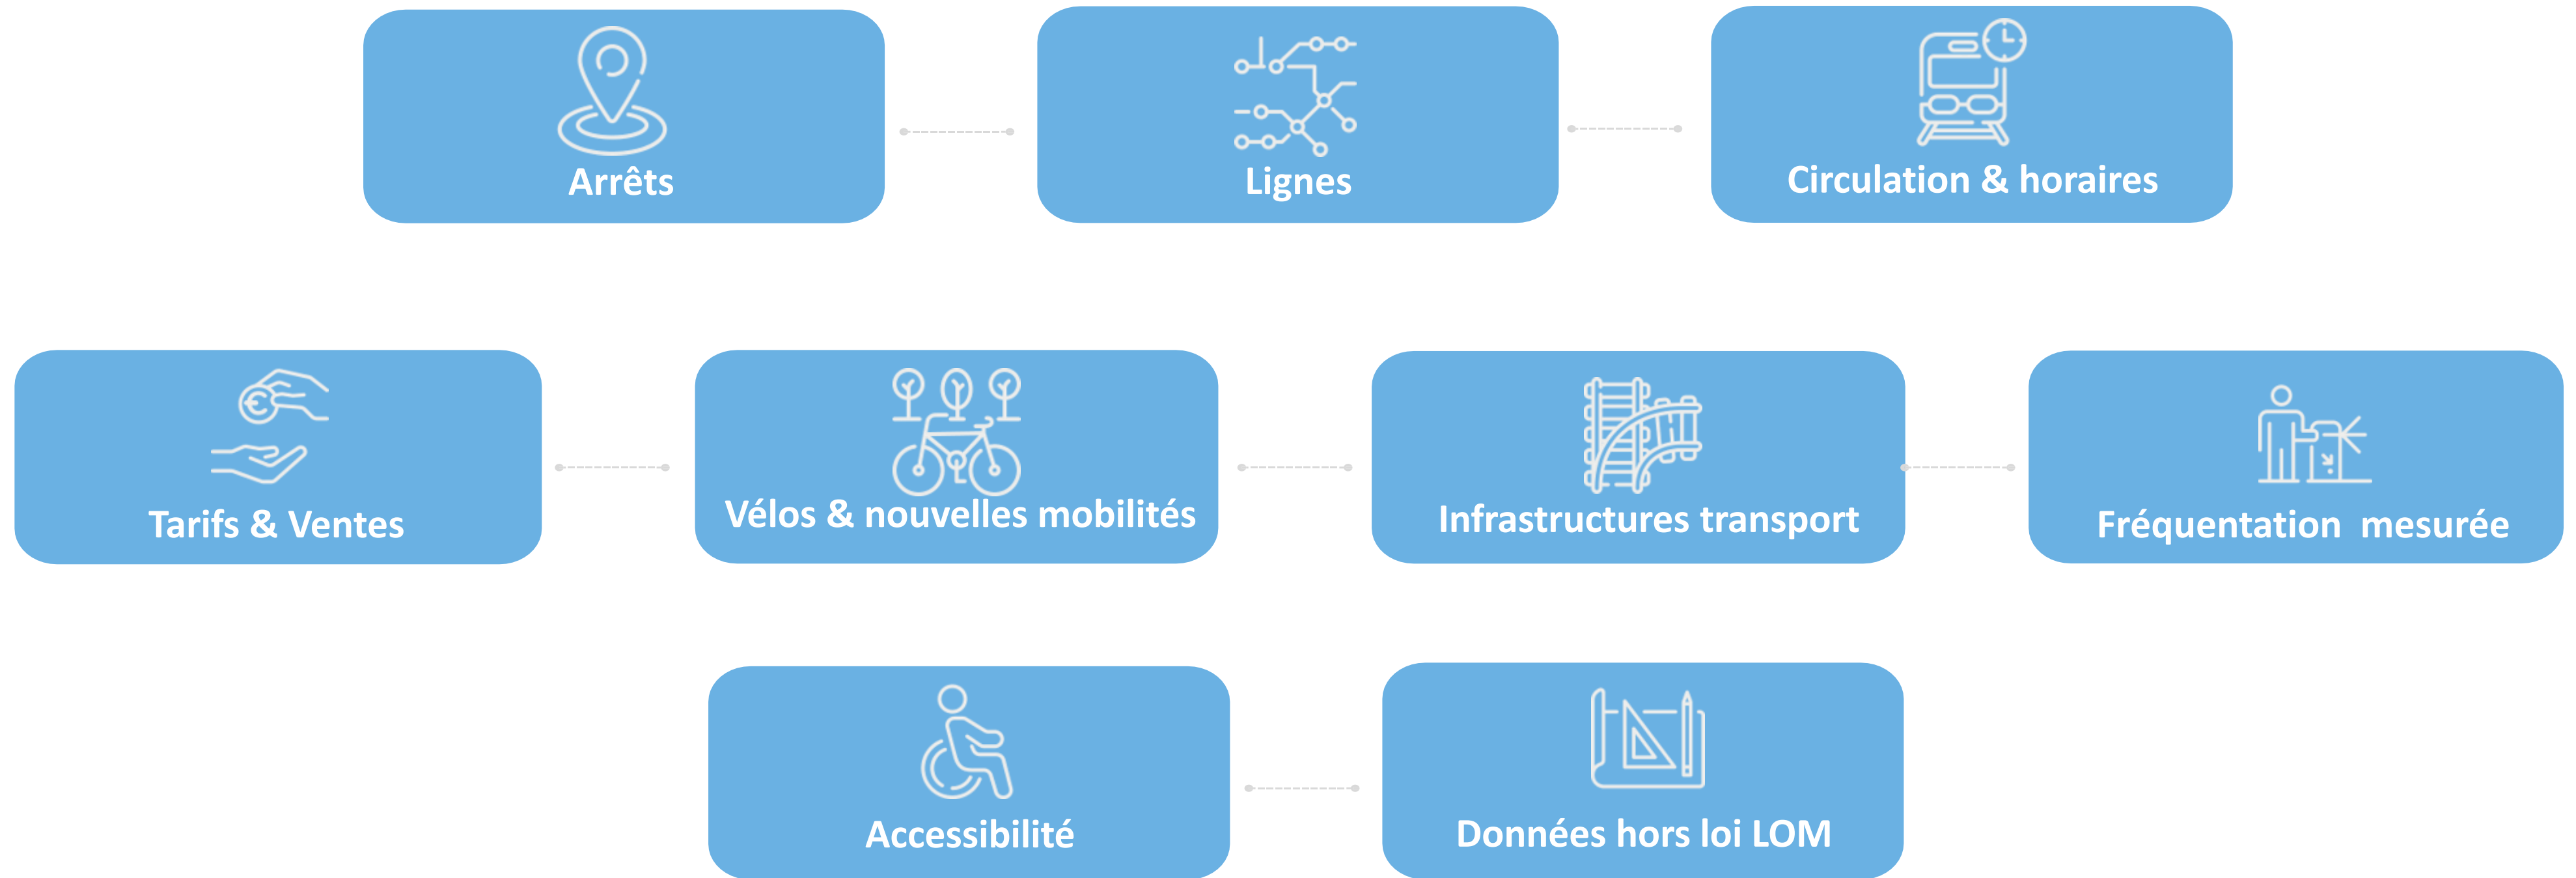 Arrêts
Lignes
Circulation & horaires
Tarifs & Ventes
Vélos & nouvelles mobilités
Infrastructures transport
Fréquentation  mesurée
Accessibilité
Données hors loi LOM